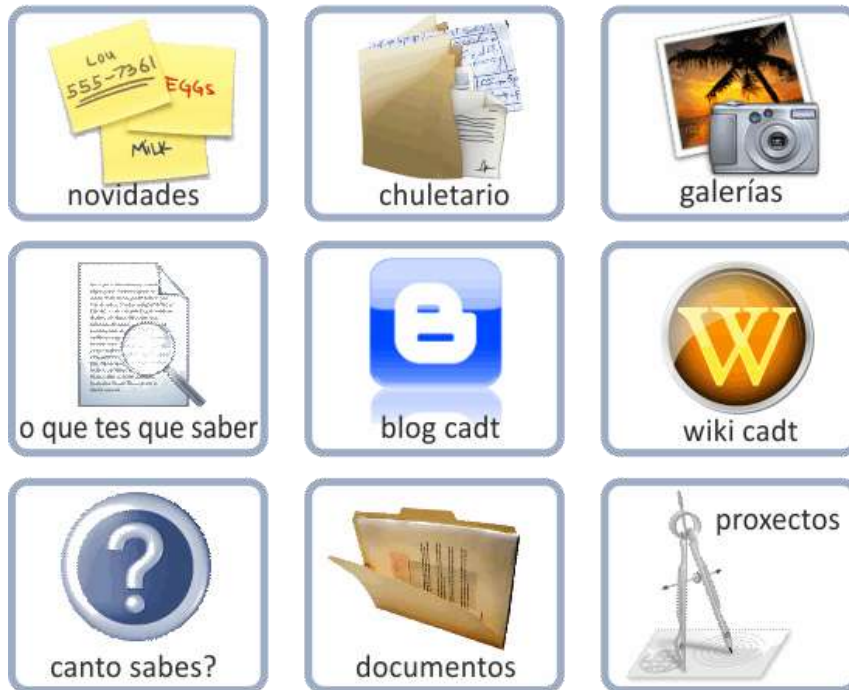 Lou
555-7361
EGGs
MILK
novidades
chuletario
galerías
o que tes que saber
blog cadt
W
wiki cadt
?
canto sabes?
documentos
proxectos